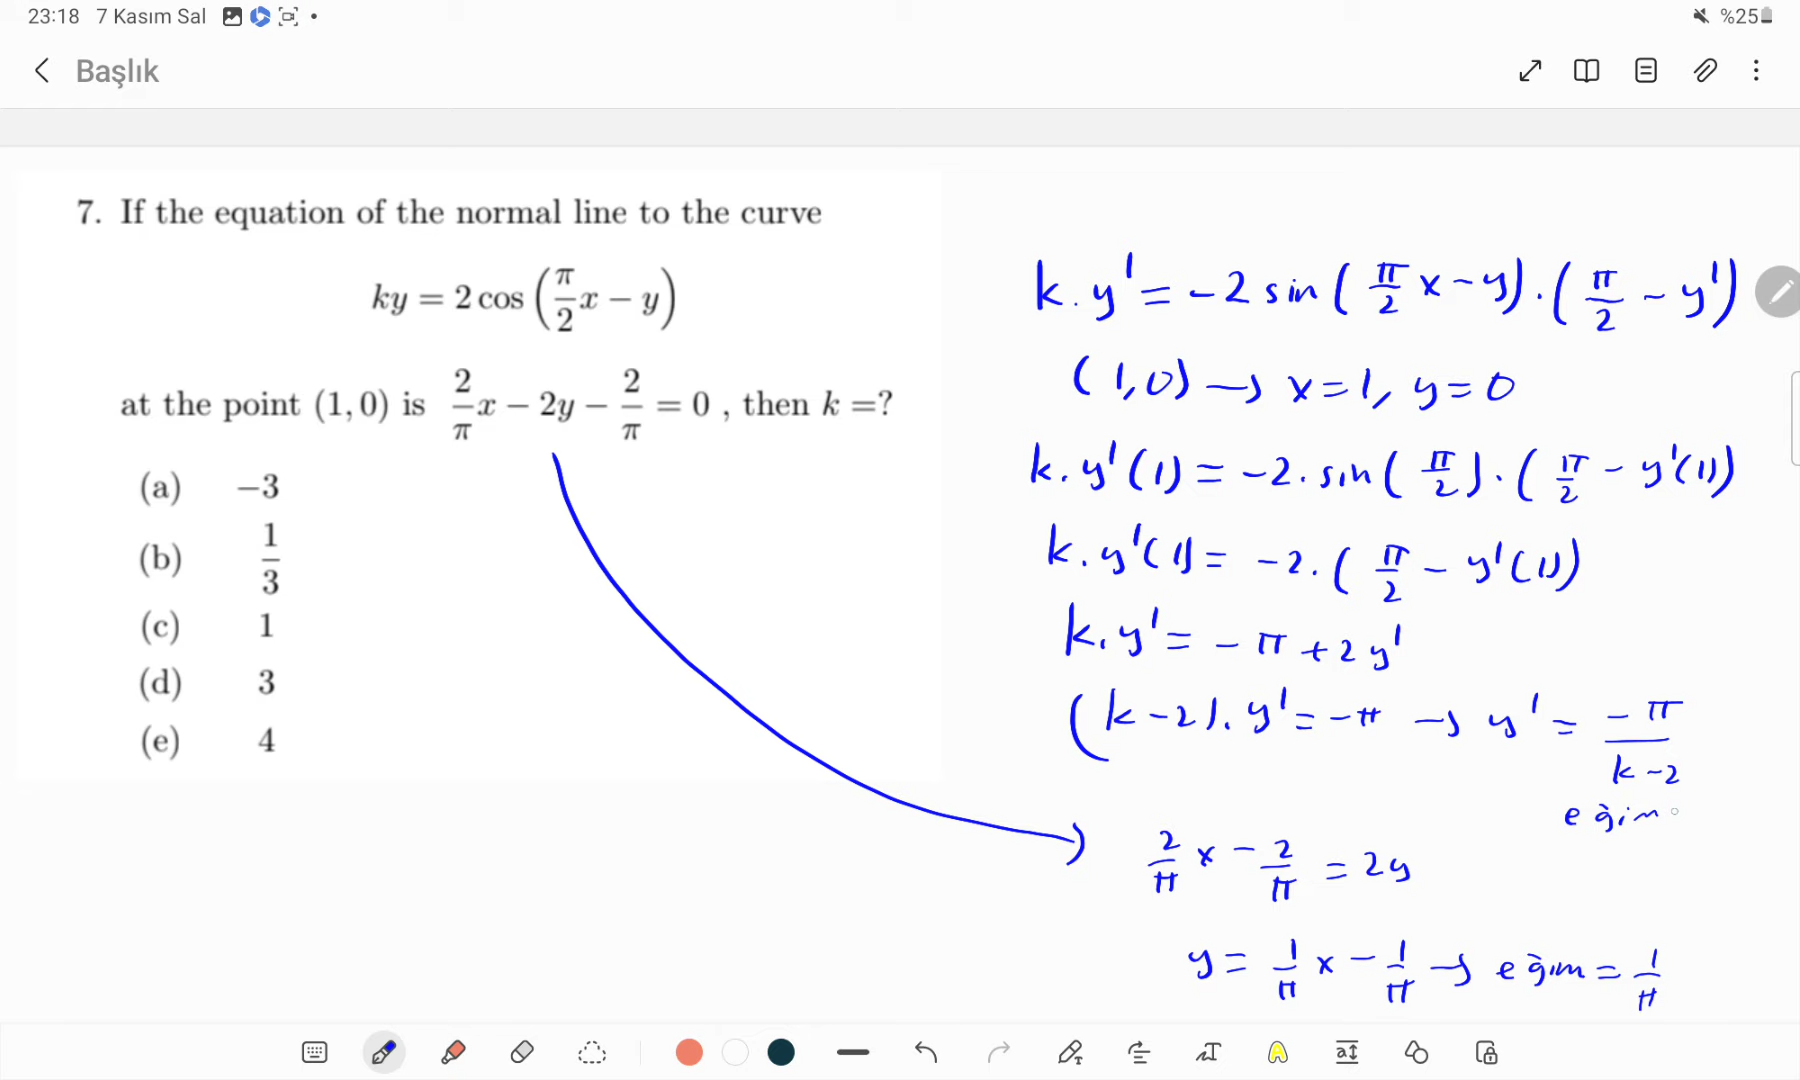 23:18 7 Kasım Sal • %25
Başlık
7. If the equation of the normal line to the curve
ky = 2 cos (π/2 x − y)
at the point (1, 0) is 2/π x − 2y − 2/π = 0 , then k =?
(a) −3
(b) 1/3
(c) 1
(d) 3
(e) 4
k.y' = -2 sin(π/2 x - y).(π/2 - y')
(1,0) → x=1, y=0
k.y'(1) = -2.sin(π/2).(π/2 - y'(1))
k.y'(1) = -2.(π/2 - y'(1))
k.y' = -π + 2y'
(k-2).y' = -π → y' = -π/k-2
eğim
2/π x - 2/π = 2y
y = 1/π x - 1/π → eğim = 1/π